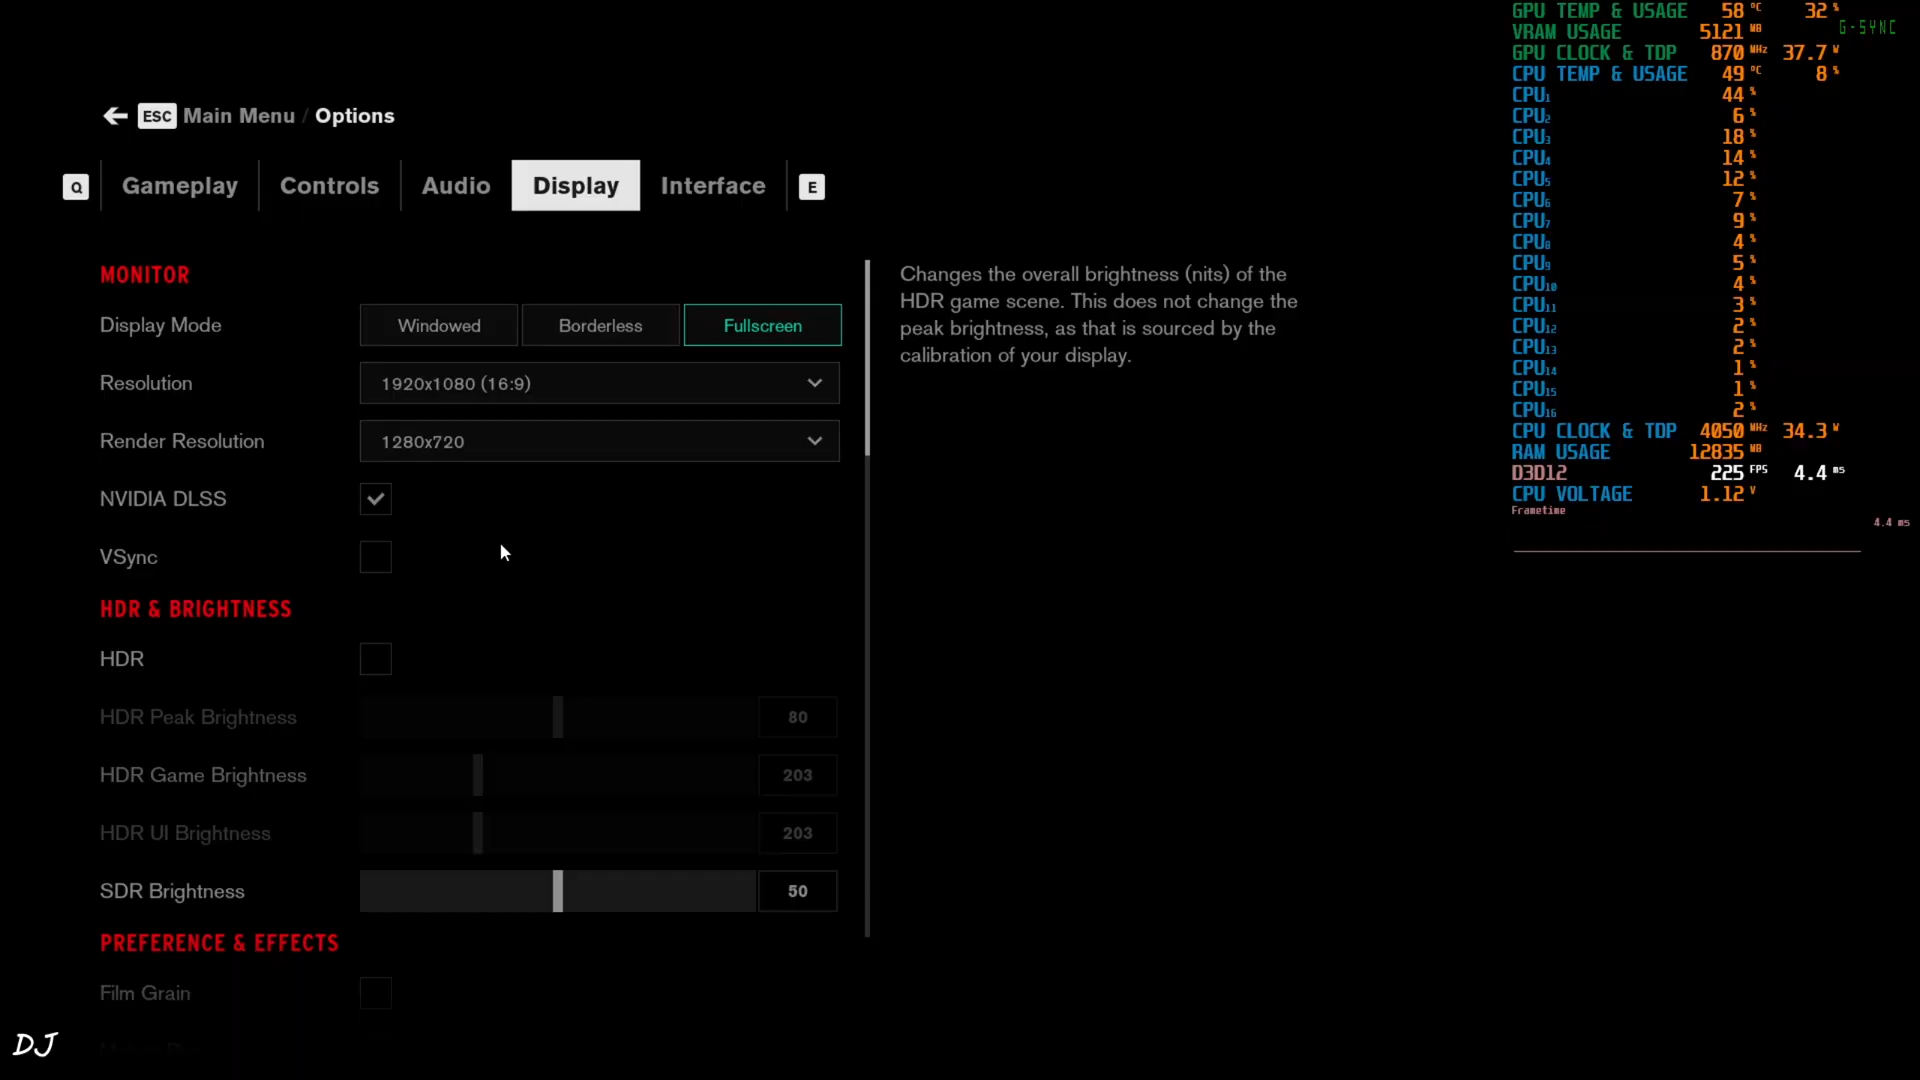 ESC Main Menu / Options
Q Gameplay Controls Audio Display Interface E
MONITOR
Display Mode Windowed Borderless Fullscreen
Resolution 1920x1080 (16:9)
Render Resolution 1280x720
NVIDIA DLSS
VSync
HDR & BRIGHTNESS
HDR
HDR Peak Brightness 80
HDR Game Brightness 203
HDR UI Brightness 203
SDR Brightness 50
PREFERENCE & EFFECTS
Film Grain
Changes the overall brightness (nits) of the
HDR game scene. This does not change the
peak brightness, as that is sourced by the
calibration of your display.
GPU TEMP & USAGE 58 °C 32 %
G-SYNC
VRAM USAGE 5121 MB
GPU CLOCK & TDP 870 MHz 37.7 W
CPU TEMP & USAGE 49 °C 8 %
CPU1 44 %
CPU2 6 %
CPU3 18 %
CPU4 14 %
CPU5 12 %
CPU6 7 %
CPU7 9 %
CPU8 4 %
CPU9 5 %
CPU10 4 %
CPU11 3 %
CPU12 2 %
CPU13 2 %
CPU14 1 %
CPU15 1 %
CPU16 2 %
CPU CLOCK & TDP 4050 MHz 34.3 W
RAM USAGE 12835 MB
D3D12 225 FPS 4.4 ms
CPU VOLTAGE 1.12 V
Frametime
4.4 ms
DJ